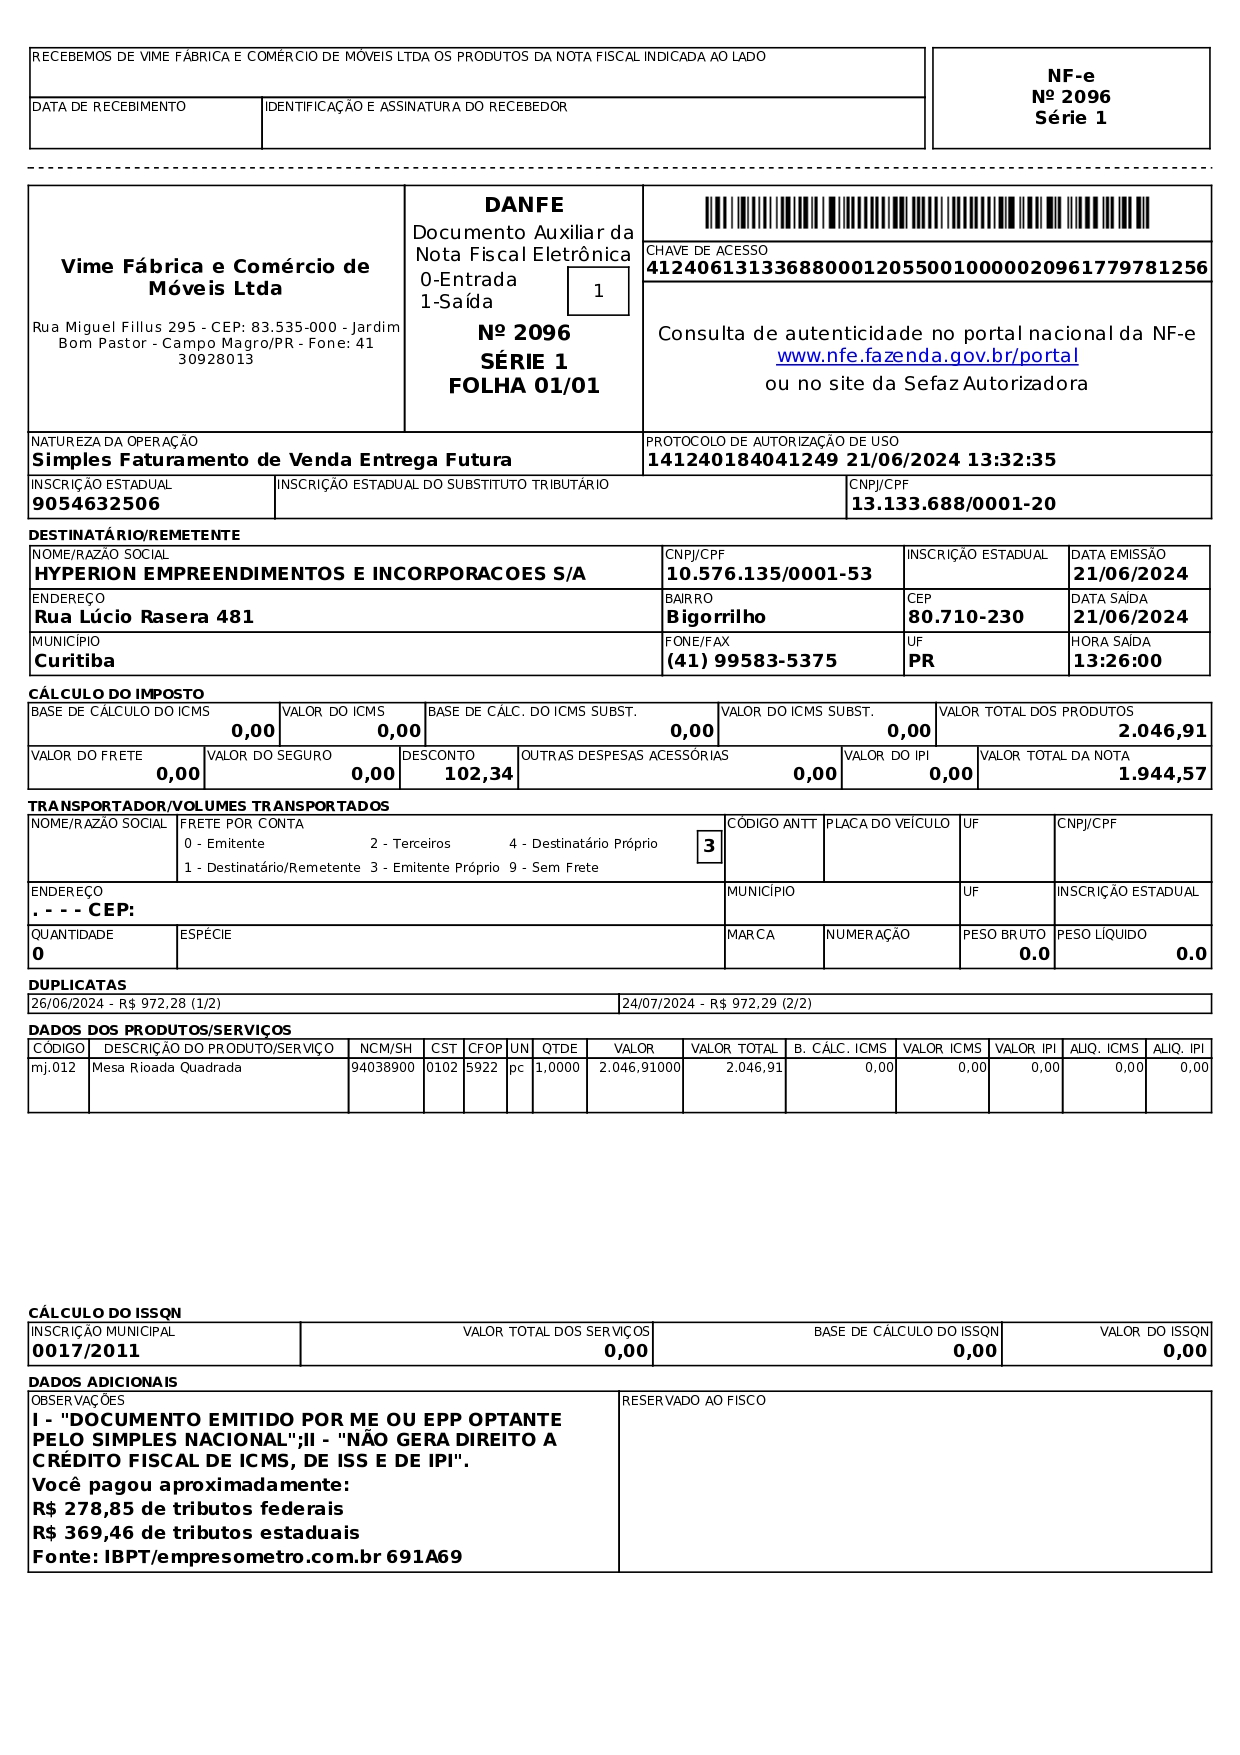 RECEBEMOS DE VIME FÁBRICA E COMÉRCIO DE MÓVEIS LTDA OS PRODUTOS DA NOTA FISCAL INDICADA AO LADO
DATA DE RECEBIMENTO
IDENTIFICAÇÃO E ASSINATURA DO RECEBEDOR
NF-e
Nº 2096
Série 1
Vime Fábrica e Comércio de
Móveis Ltda
Rua Miguel Fillus 295 - CEP: 83.535-000 - Jardim
Bom Pastor - Campo Magro/PR - Fone: 41
30928013
DANFE
Documento Auxiliar da
Nota Fiscal Eletrônica
0-Entrada
1-Saída
1
Nº 2096
SÉRIE 1
FOLHA 01/01
CHAVE DE ACESSO
41240613133688000120550010000020961779781256
Consulta de autenticidade no portal nacional da NF-e
www.nfe.fazenda.gov.br/portal
ou no site da Sefaz Autorizadora
NATUREZA DA OPERAÇÃO
Simples Faturamento de Venda Entrega Futura
PROTOCOLO DE AUTORIZAÇÃO DE USO
141240184041249 21/06/2024 13:32:35
INSCRIÇÃO ESTADUAL
9054632506
INSCRIÇÃO ESTADUAL DO SUBSTITUTO TRIBUTÁRIO
CNPJ/CPF
13.133.688/0001-20
DESTINATÁRIO/REMETENTE
NOME/RAZÃO SOCIAL
HYPERION EMPREENDIMENTOS E INCORPORACOES S/A
CNPJ/CPF
10.576.135/0001-53
INSCRIÇÃO ESTADUAL
DATA EMISSÃO
21/06/2024
ENDEREÇO
Rua Lúcio Rasera 481
BAIRRO
Bigorrilho
CEP
80.710-230
DATA SAÍDA
21/06/2024
MUNICÍPIO
Curitiba
FONE/FAX
(41) 99583-5375
UF
PR
HORA SAÍDA
13:26:00
CÁLCULO DO IMPOSTO
BASE DE CÁLCULO DO ICMS
0,00
VALOR DO ICMS
0,00
BASE DE CÁLC. DO ICMS SUBST.
0,00
VALOR DO ICMS SUBST.
0,00
VALOR TOTAL DOS PRODUTOS
2.046,91
VALOR DO FRETE
0,00
VALOR DO SEGURO
0,00
DESCONTO
102,34
OUTRAS DESPESAS ACESSÓRIAS
0,00
VALOR DO IPI
0,00
VALOR TOTAL DA NOTA
1.944,57
TRANSPORTADOR/VOLUMES TRANSPORTADOS
NOME/RAZÃO SOCIAL
FRETE POR CONTA
0 - Emitente 2 - Terceiros 4 - Destinatário Próprio
1 - Destinatário/Remetente 3 - Emitente Próprio 9 - Sem Frete
3
CÓDIGO ANTT
PLACA DO VEÍCULO
UF
CNPJ/CPF
ENDEREÇO
. - - - CEP:
MUNICÍPIO
UF
INSCRIÇÃO ESTADUAL
QUANTIDADE
0
ESPÉCIE
MARCA
NUMERAÇÃO
PESO BRUTO
0.0
PESO LÍQUIDO
0.0
DUPLICATAS
26/06/2024 - R$ 972,28 (1/2)
24/07/2024 - R$ 972,29 (2/2)
DADOS DOS PRODUTOS/SERVIÇOS
CÓDIGO DESCRIÇÃO DO PRODUTO/SERVIÇO NCM/SH CST CFOP UN QTDE VALOR VALOR TOTAL B. CÁLC. ICMS VALOR ICMS VALOR IPI ALIQ. ICMS ALIQ. IPI
mj.012 Mesa Rioada Quadrada 94038900 0102 5922 pc 1,0000 2.046,91000 2.046,91 0,00 0,00 0,00 0,00 0,00
CÁLCULO DO ISSQN
INSCRIÇÃO MUNICIPAL
0017/2011
VALOR TOTAL DOS SERVIÇOS
0,00
BASE DE CÁLCULO DO ISSQN
0,00
VALOR DO ISSQN
0,00
DADOS ADICIONAIS
OBSERVAÇÕES
I - "DOCUMENTO EMITIDO POR ME OU EPP OPTANTE
PELO SIMPLES NACIONAL";II - "NÃO GERA DIREITO A
CRÉDITO FISCAL DE ICMS, DE ISS E DE IPI".
Você pagou aproximadamente:
R$ 278,85 de tributos federais
R$ 369,46 de tributos estaduais
Fonte: IBPT/empresometro.com.br 691A69
RESERVADO AO FISCO